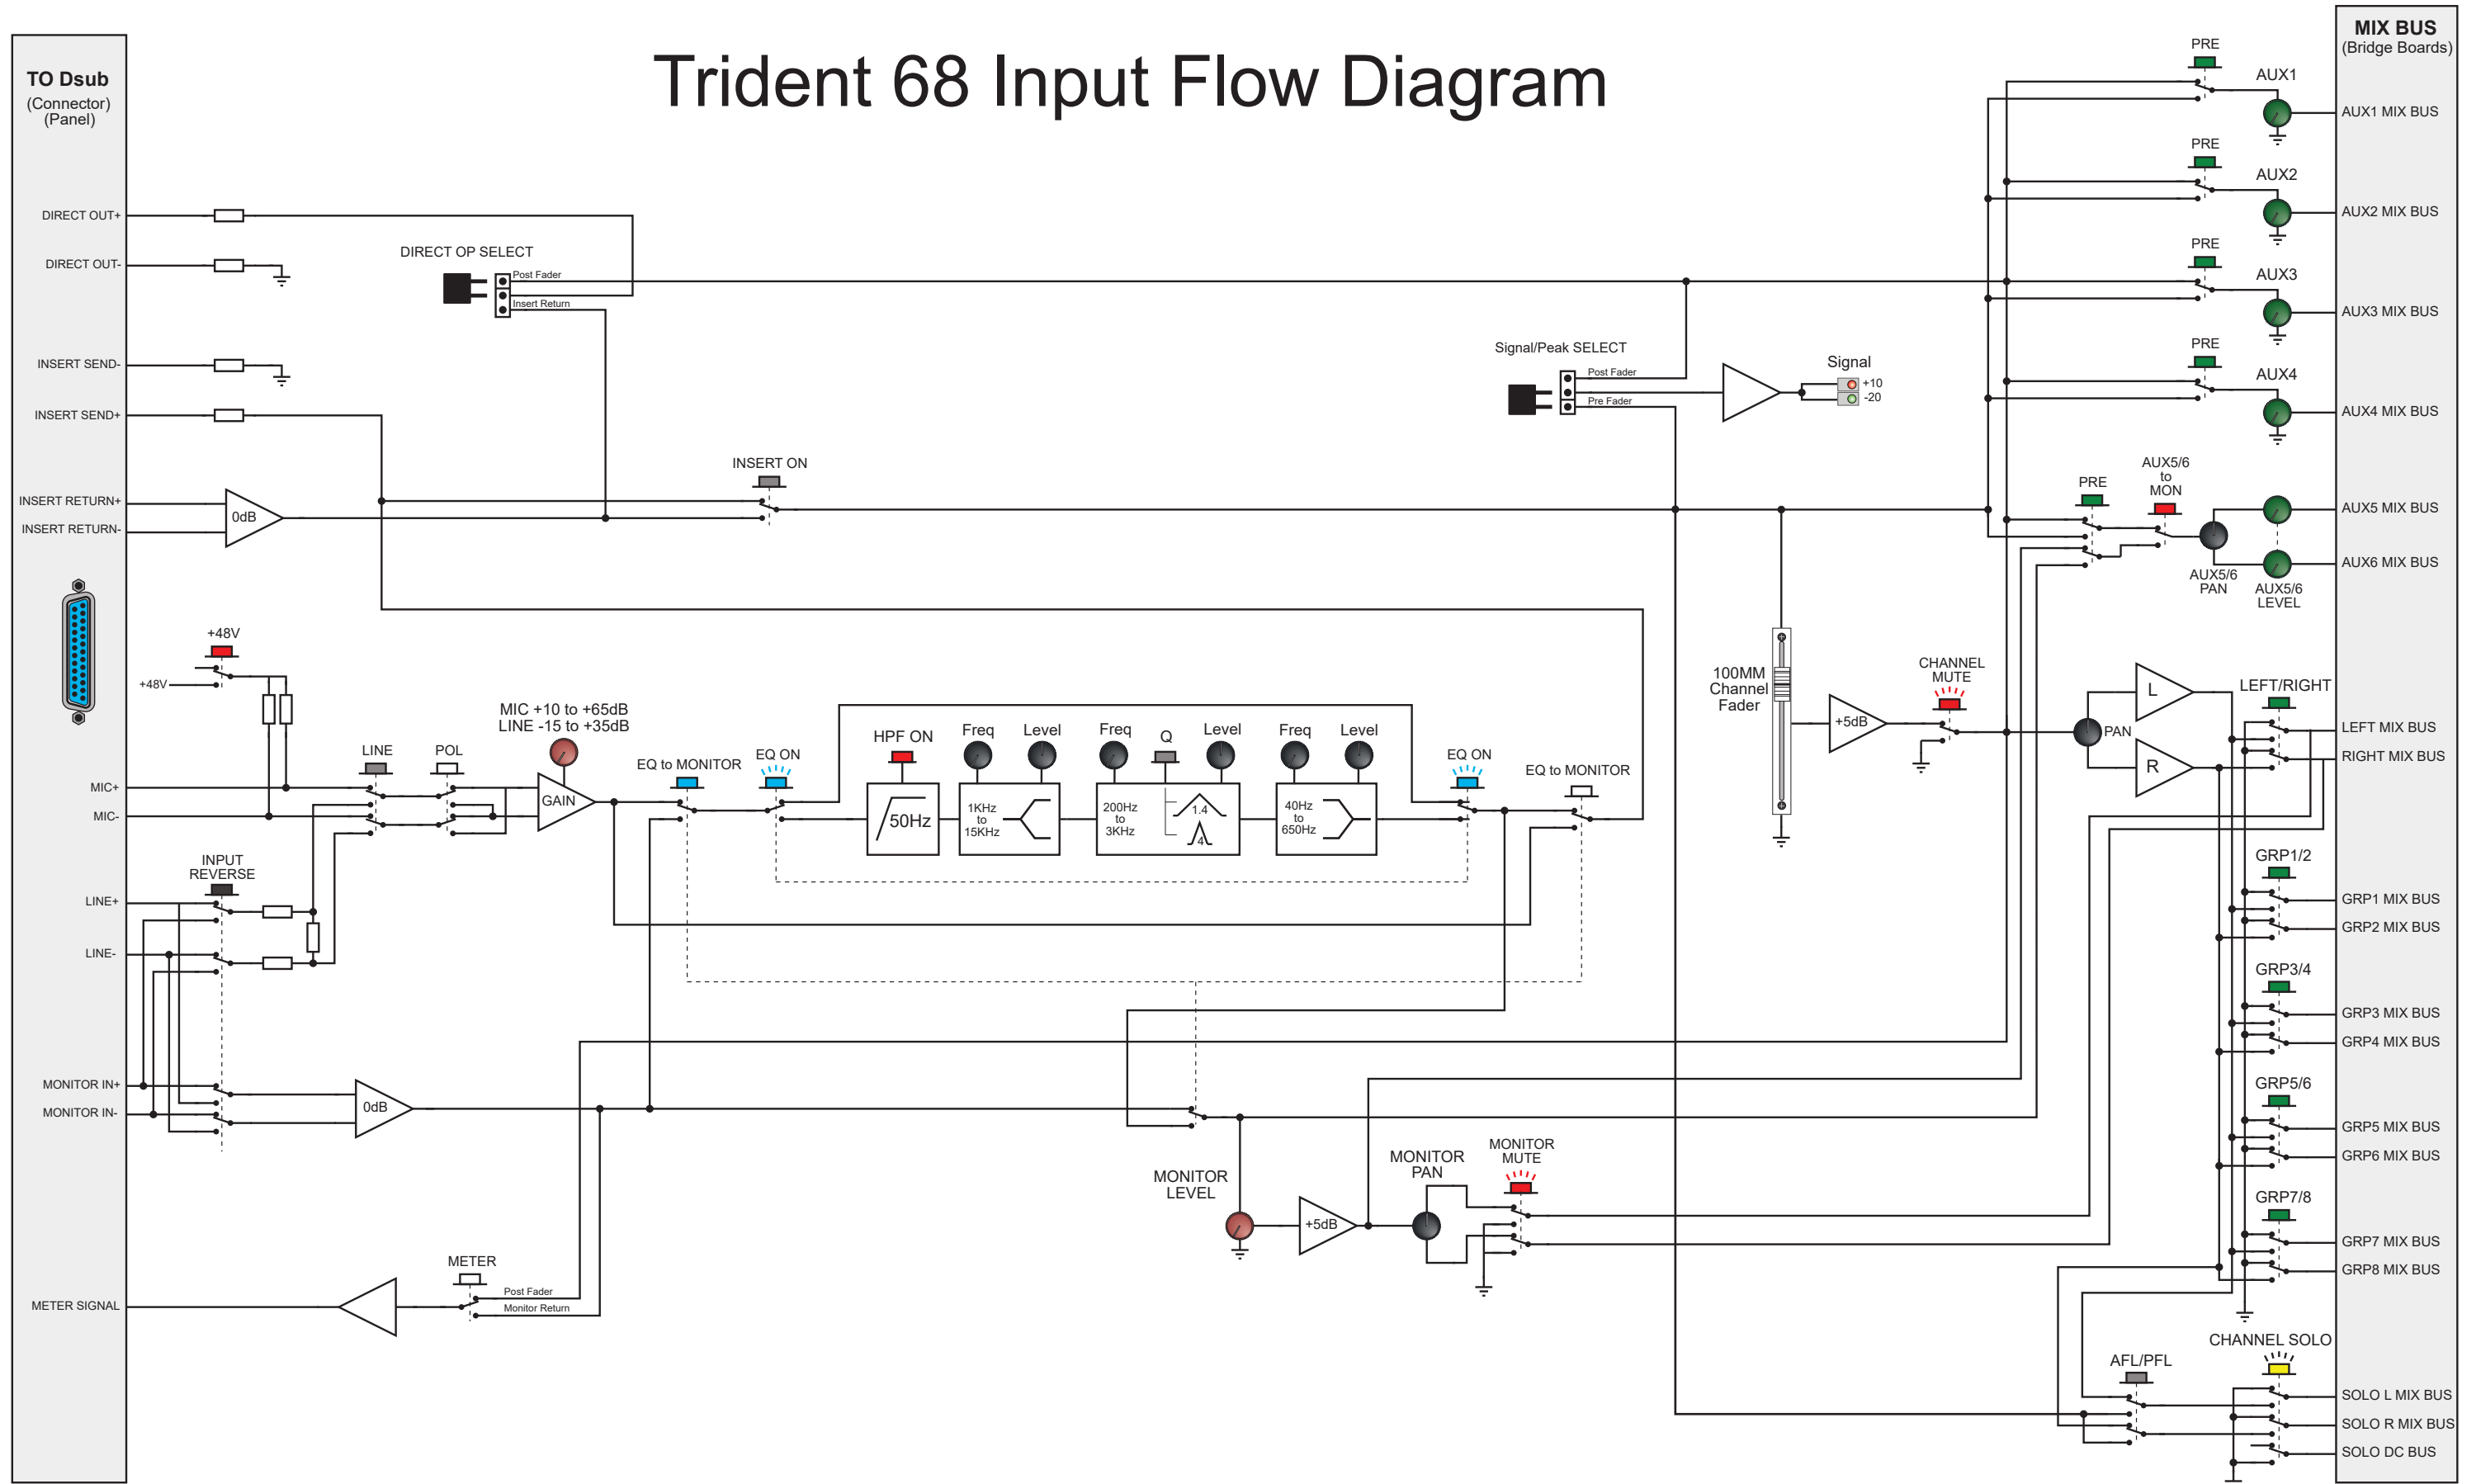 Trident 68 Input Flow Diagram
TO Dsub
(Connector)
(Panel)
DIRECT OUT+
DIRECT OUT-
INSERT SEND-
INSERT SEND+
INSERT RETURN+
INSERT RETURN-
MIC+
MIC-
LINE+
LINE-
MONITOR IN+
MONITOR IN-
METER SIGNAL
DIRECT OP SELECT
Post Fader
Insert Return
0dB
INSERT ON
Signal/Peak SELECT
Post Fader
Pre Fader
Signal
+10
-20
+48V
+48V
LINE
POL
MIC +10 to +65dB
LINE -15 to +35dB
GAIN
EQ to MONITOR
EQ ON
HPF ON
50Hz
Freq
Level
1KHz
to
15KHz
Freq
Q
Level
200Hz
to
3KHz
1.4
4
Freq
Level
40Hz
to
650Hz
EQ ON
EQ to MONITOR
INPUT
REVERSE
0dB
METER
Post Fader
Monitor Return
MONITOR
LEVEL
+5dB
MONITOR
PAN
MONITOR
MUTE
100MM
Channel
Fader
+5dB
CHANNEL
MUTE
PAN
L
R
PRE
AUX1
PRE
AUX2
PRE
AUX3
PRE
AUX4
PRE
AUX5/6
to
MON
AUX5/6
PAN
AUX5/6
LEVEL
LEFT/RIGHT
GRP1/2
GRP3/4
GRP5/6
GRP7/8
CHANNEL SOLO
AFL/PFL
MIX BUS
(Bridge Boards)
AUX1 MIX BUS
AUX2 MIX BUS
AUX3 MIX BUS
AUX4 MIX BUS
AUX5 MIX BUS
AUX6 MIX BUS
LEFT MIX BUS
RIGHT MIX BUS
GRP1 MIX BUS
GRP2 MIX BUS
GRP3 MIX BUS
GRP4 MIX BUS
GRP5 MIX BUS
GRP6 MIX BUS
GRP7 MIX BUS
GRP8 MIX BUS
SOLO L MIX BUS
SOLO R MIX BUS
SOLO DC BUS